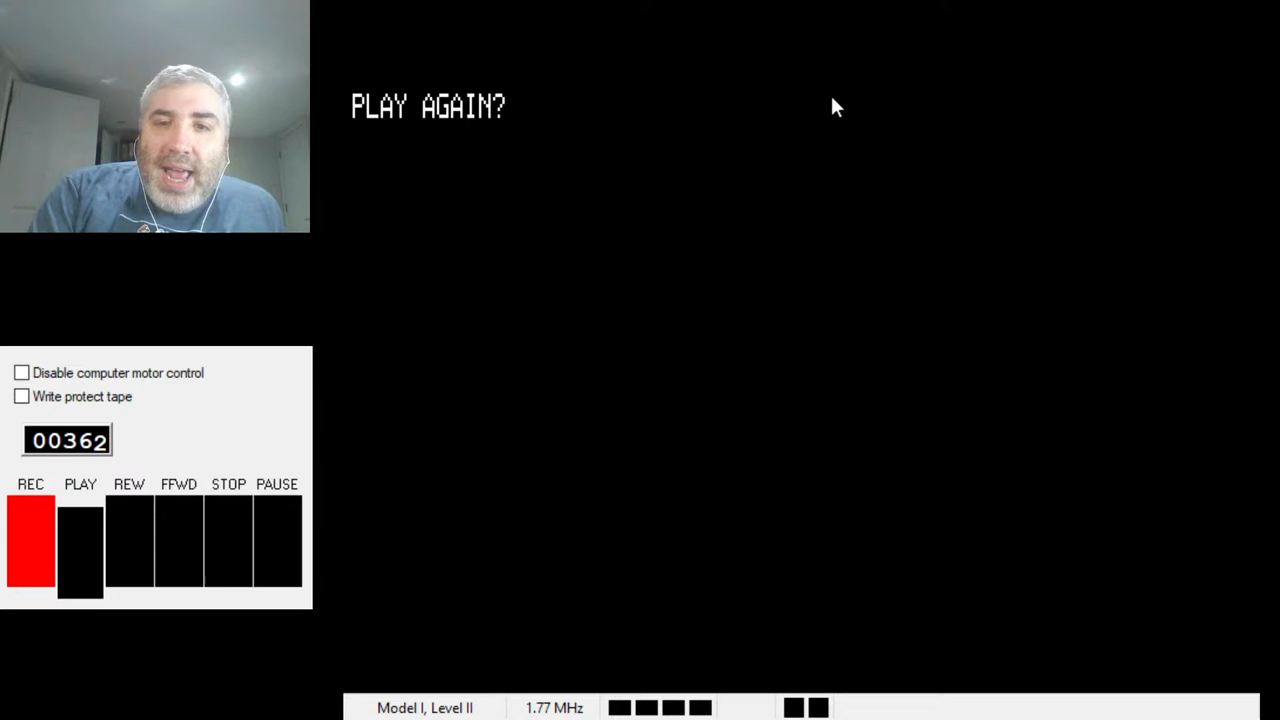 PLAY AGAIN?
Disable computer motor control
Write protect tape
00362
REC PLAY REW FFWD STOP PAUSE
Model I, Level II 1.77 MHz